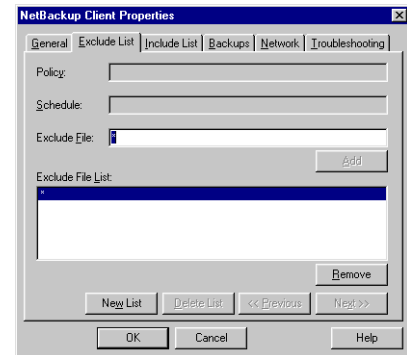 NetBackup Client Properties
General Exclude List Include List Backups Network Troubleshooting
Policy:
Schedule:
Exclude File: *
Add
Exclude File List:
*
Remove
New List Delete List << Previous Next >>
OK Cancel Help